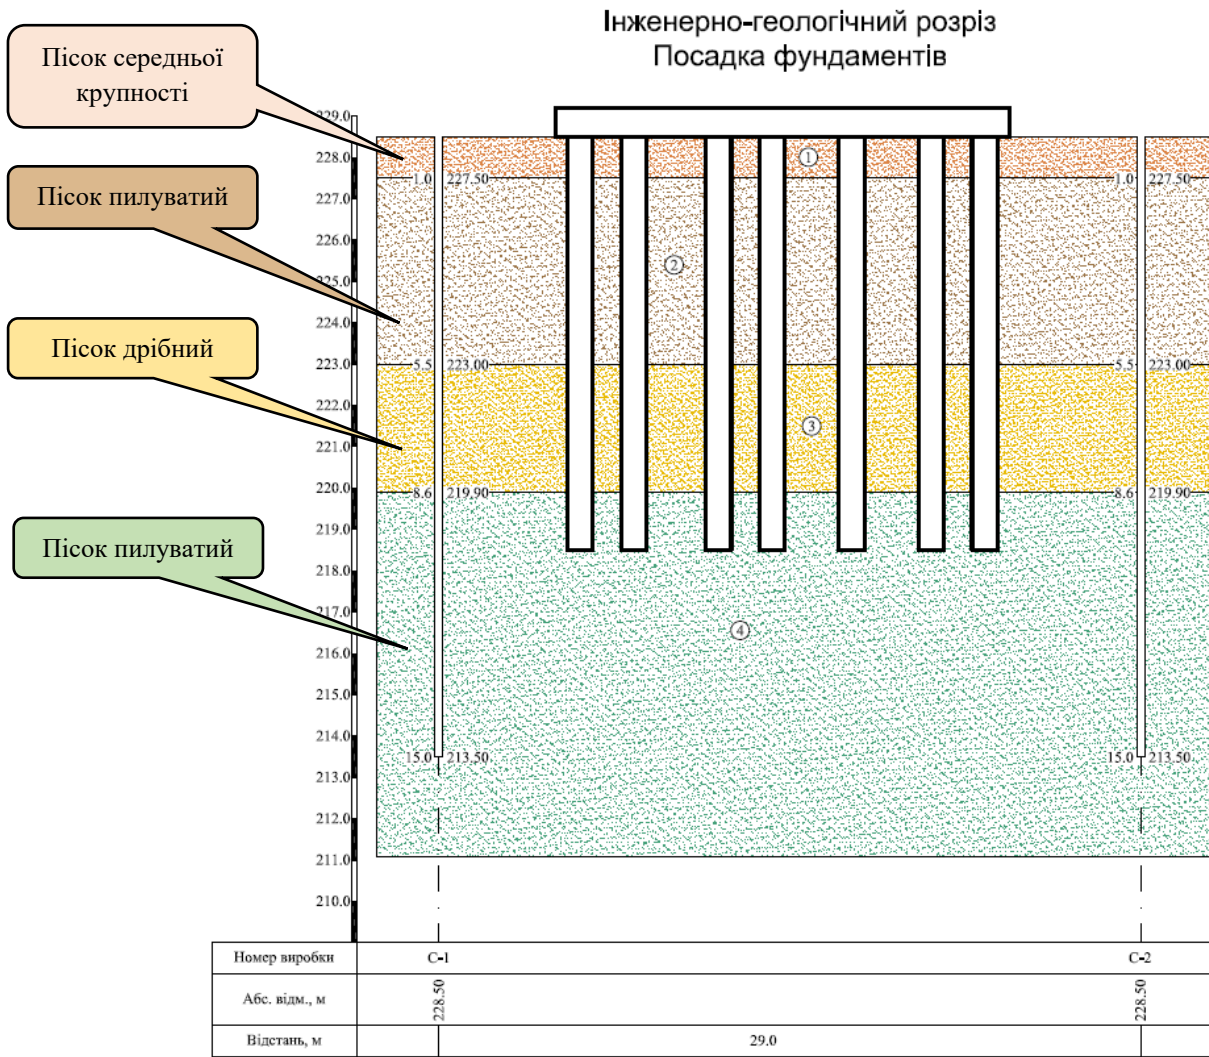 Інженерно-геологічний розріз
Посадка фундаментів
Пісок середньої
крупності
Пісок пилуватий
Пісок дрібний
Пісок пилуватий
229.0
228.0
227.0
226.0
225.0
224.0
223.0
222.0
221.0
220.0
219.0
218.0
217.0
216.0
215.0
214.0
213.0
212.0
211.0
210.0
1
1.0 227.50 1.0 227.50
2
5.5 223.00 5.5 223.00
3
8.6 219.90 8.6 219.90
4
15.0 213.50 15.0 213.50
Номер виробки С-1 С-2
Абс. відм., м 228.50 228.50
Відстань, м 29.0